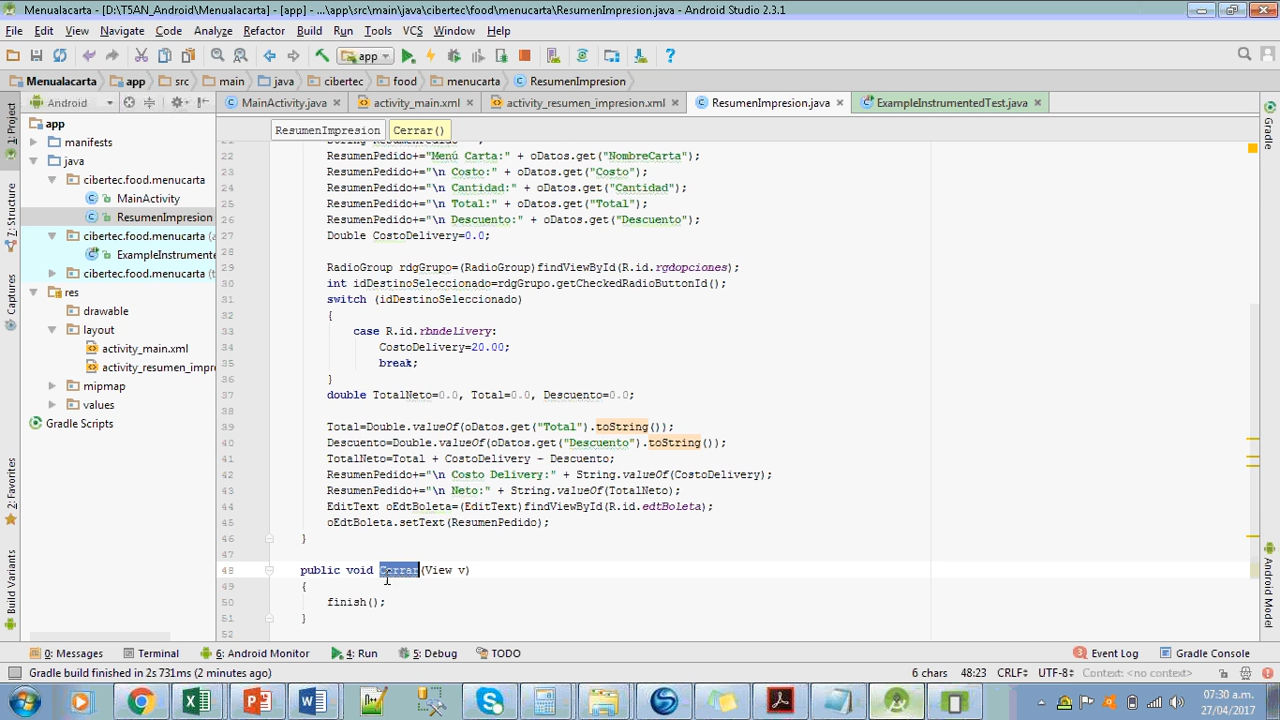 Menualacarta - [D:\T5AN_Android\Menualacarta] - [app] - ...\app\src\main\java\cibertec\food\menucarta\ResumenImpresion.java - Android Studio 2.3.1
File Edit View Navigate Code Analyze Refactor Build Run Tools VCS Window Help
app
Menualacarta app src main java cibertec food menucarta ResumenImpresion
Android MainActivity.java activity_main.xml activity_resumen_impresion.xml ResumenImpresion.java ExampleInstrumentedTest.java
ResumenImpresion Cerrar()
1: Project
Z: Structure
Captures
2: Favorites
Build Variants
app
manifests
java
cibertec.food.menucarta
MainActivity
ResumenImpresion
cibertec.food.menucarta (a
ExampleInstrumente
cibertec.food.menucarta (t
res
drawable
layout
activity_main.xml
activity_resumen_impr
mipmap
values
Gradle Scripts
22 ResumenPedido+="Menú Carta:" + oDatos.get("NombreCarta");
23 ResumenPedido+="\n Costo:" + oDatos.get("Costo");
24 ResumenPedido+="\n Cantidad:" + oDatos.get("Cantidad");
25 ResumenPedido+="\n Total:" + oDatos.get("Total");
26 ResumenPedido+="\n Descuento:" + oDatos.get("Descuento");
27 Double CostoDelivery=0.0;
28
29 RadioGroup rdgGrupo=(RadioGroup)findViewById(R.id.rgdopciones);
30 int idDestinoSeleccionado=rdgGrupo.getCheckedRadioButtonId();
31 switch (idDestinoSeleccionado)
32 {
33 case R.id.rbndelivery:
34 CostoDelivery=20.00;
35 break;
36 }
37 double TotalNeto=0.0, Total=0.0, Descuento=0.0;
38
39 Total=Double.valueOf(oDatos.get("Total").toString());
40 Descuento=Double.valueOf(oDatos.get("Descuento").toString());
41 TotalNeto=Total + CostoDelivery - Descuento;
42 ResumenPedido+="\n Costo Delivery:" + String.valueOf(CostoDelivery);
43 ResumenPedido+="\n Neto:" + String.valueOf(TotalNeto);
44 EditText oEdtBoleta=(EditText)findViewById(R.id.edtBoleta);
45 oEdtBoleta.setText(ResumenPedido);
46 }
47
48 public void Cerrar(View v)
49 {
50 finish();
51 }
52
Gradle
Android Model
0: Messages Terminal 6: Android Monitor 4: Run 5: Debug TODO 3 Event Log Gradle Console
Gradle build finished in 2s 731ms (2 minutes ago) 6 chars 48:23 CRLF UTF-8 Context: <no context>
07:30 a.m.
27/04/2017